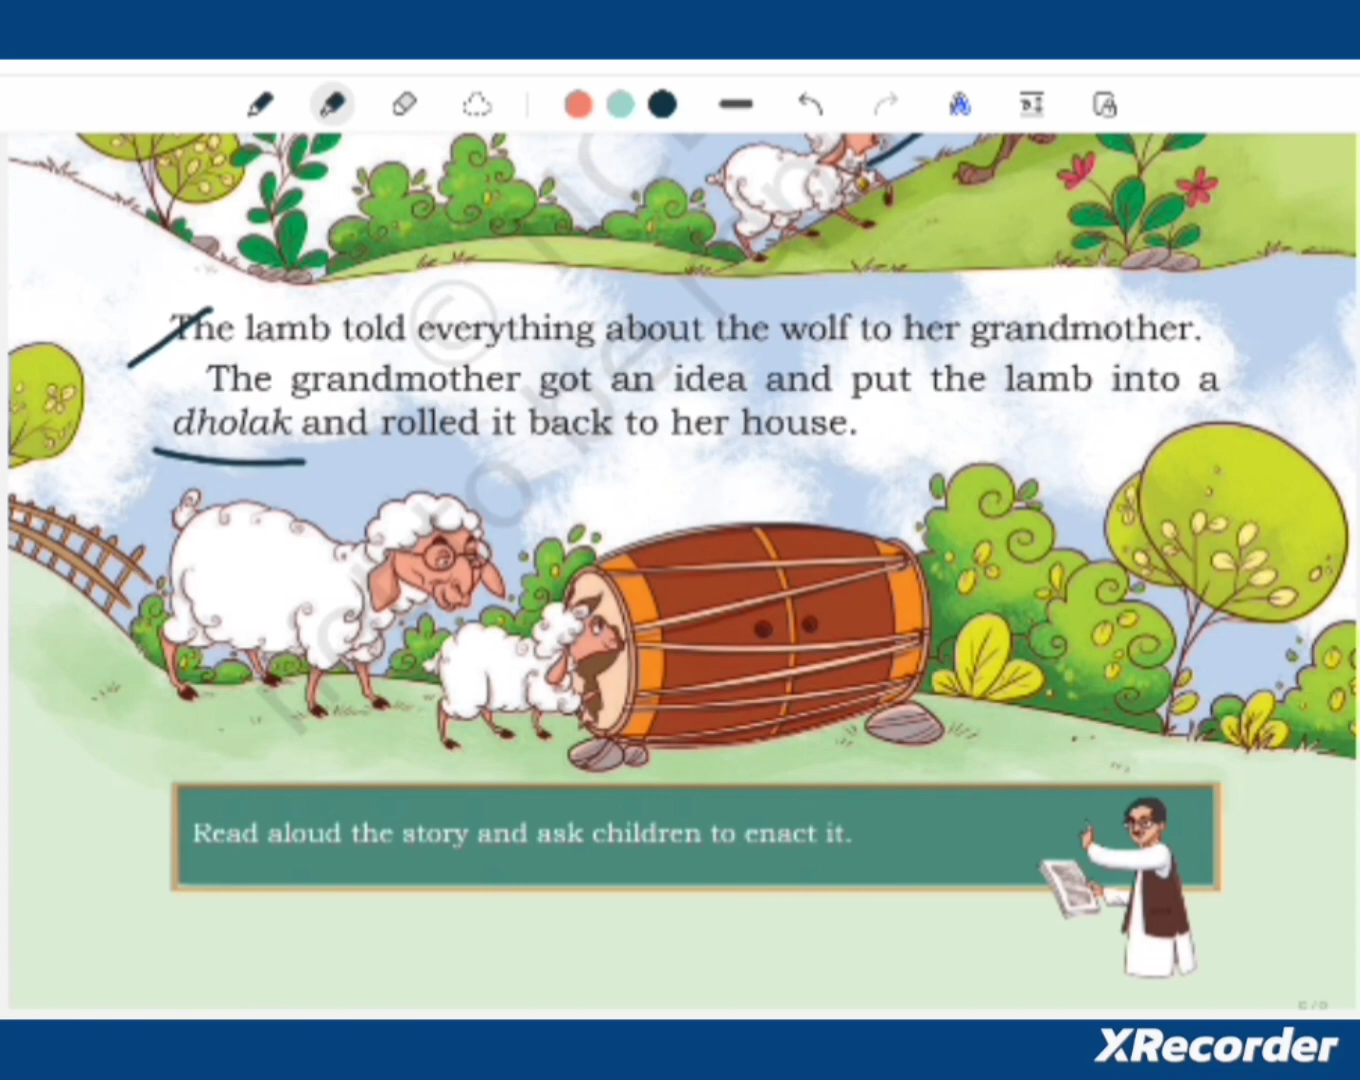 The lamb told everything about the wolf to her grandmother.
The grandmother got an idea and put the lamb into a
dholak and rolled it back to her house.
Read aloud the story and ask children to enact it.
XRecorder